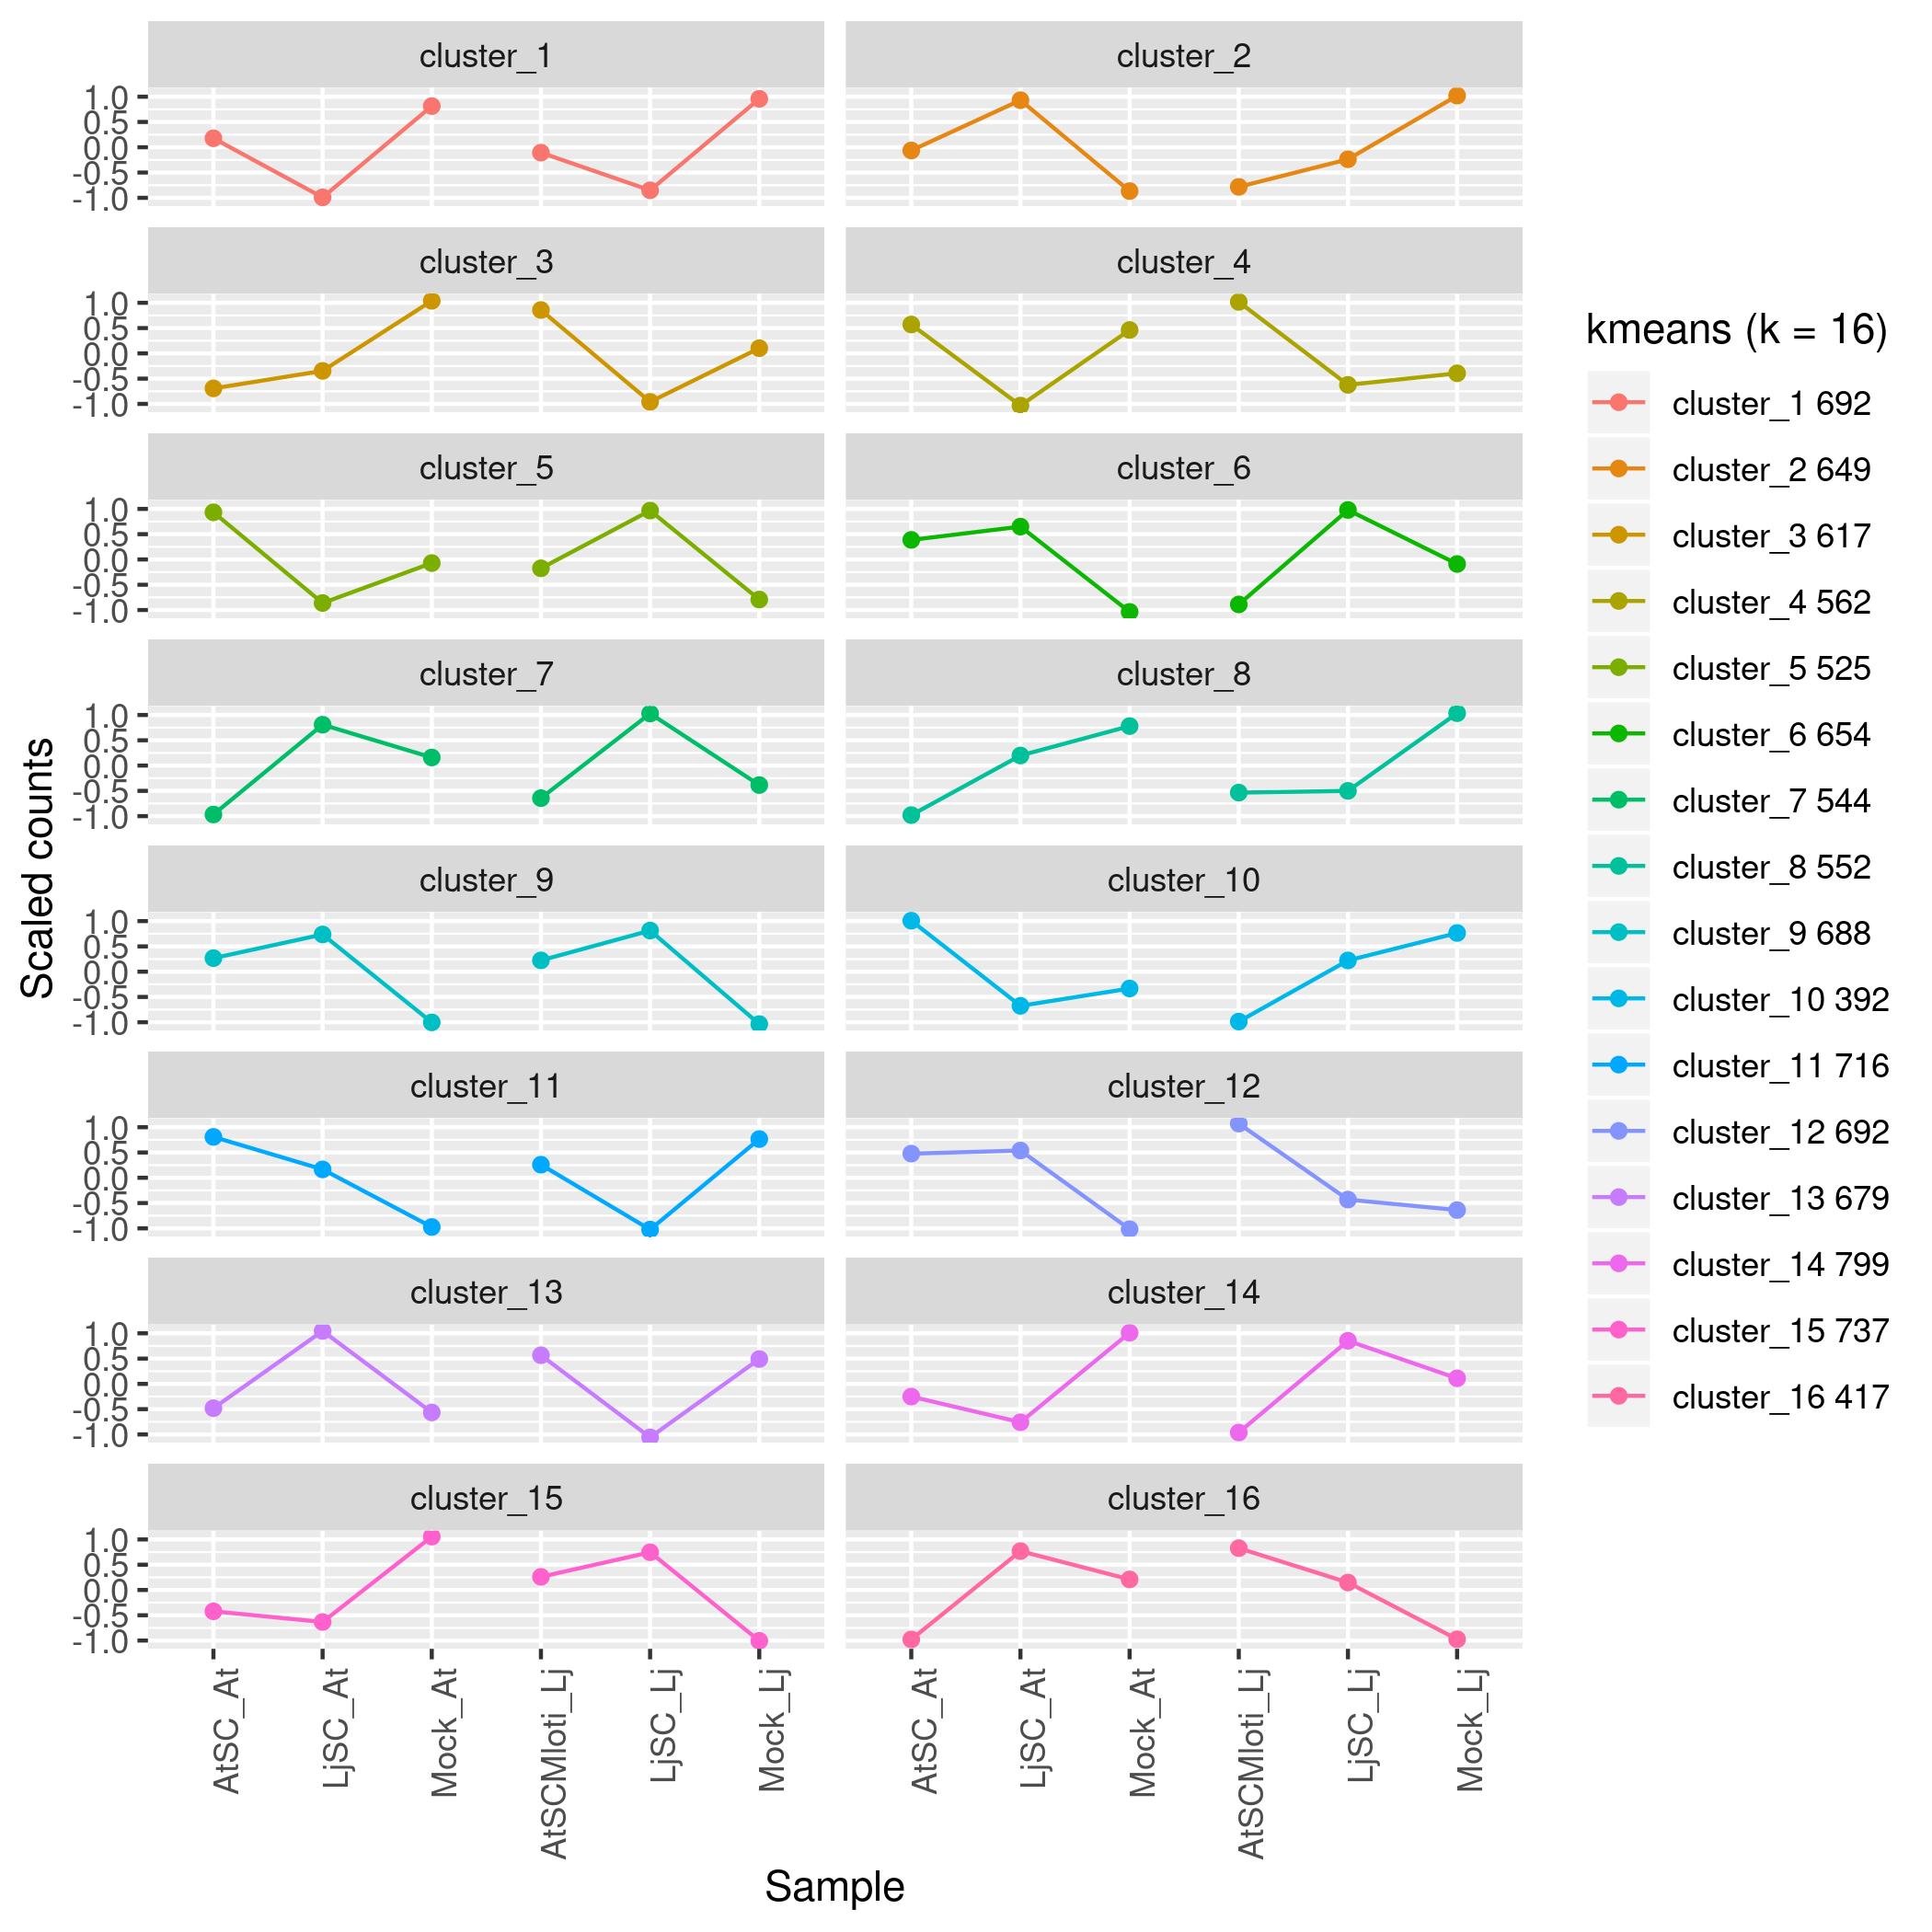 cluster_1
cluster_2
1.0
0.5
0.0
-0.5
-1.0
cluster_3
cluster_4
1.0
0.5
0.0
-0.5
-1.0
cluster_5
cluster_6
1.0
0.5
0.0
-0.5
-1.0
cluster_7
cluster_8
1.0
0.5
0.0
-0.5
-1.0
cluster_9
cluster_10
1.0
0.5
0.0
-0.5
-1.0
cluster_11
cluster_12
1.0
0.5
0.0
-0.5
-1.0
cluster_13
cluster_14
1.0
0.5
0.0
-0.5
-1.0
cluster_15
cluster_16
1.0
0.5
0.0
-0.5
-1.0
AtSC_At
LjSC_At
Mock_At
AtSCMloti_Lj
LjSC_Lj
Mock_Lj
AtSC_At
LjSC_At
Mock_At
AtSCMloti_Lj
LjSC_Lj
Mock_Lj
Sample
Scaled counts
kmeans (k = 16)
cluster_1 692
cluster_2 649
cluster_3 617
cluster_4 562
cluster_5 525
cluster_6 654
cluster_7 544
cluster_8 552
cluster_9 688
cluster_10 392
cluster_11 716
cluster_12 692
cluster_13 679
cluster_14 799
cluster_15 737
cluster_16 417